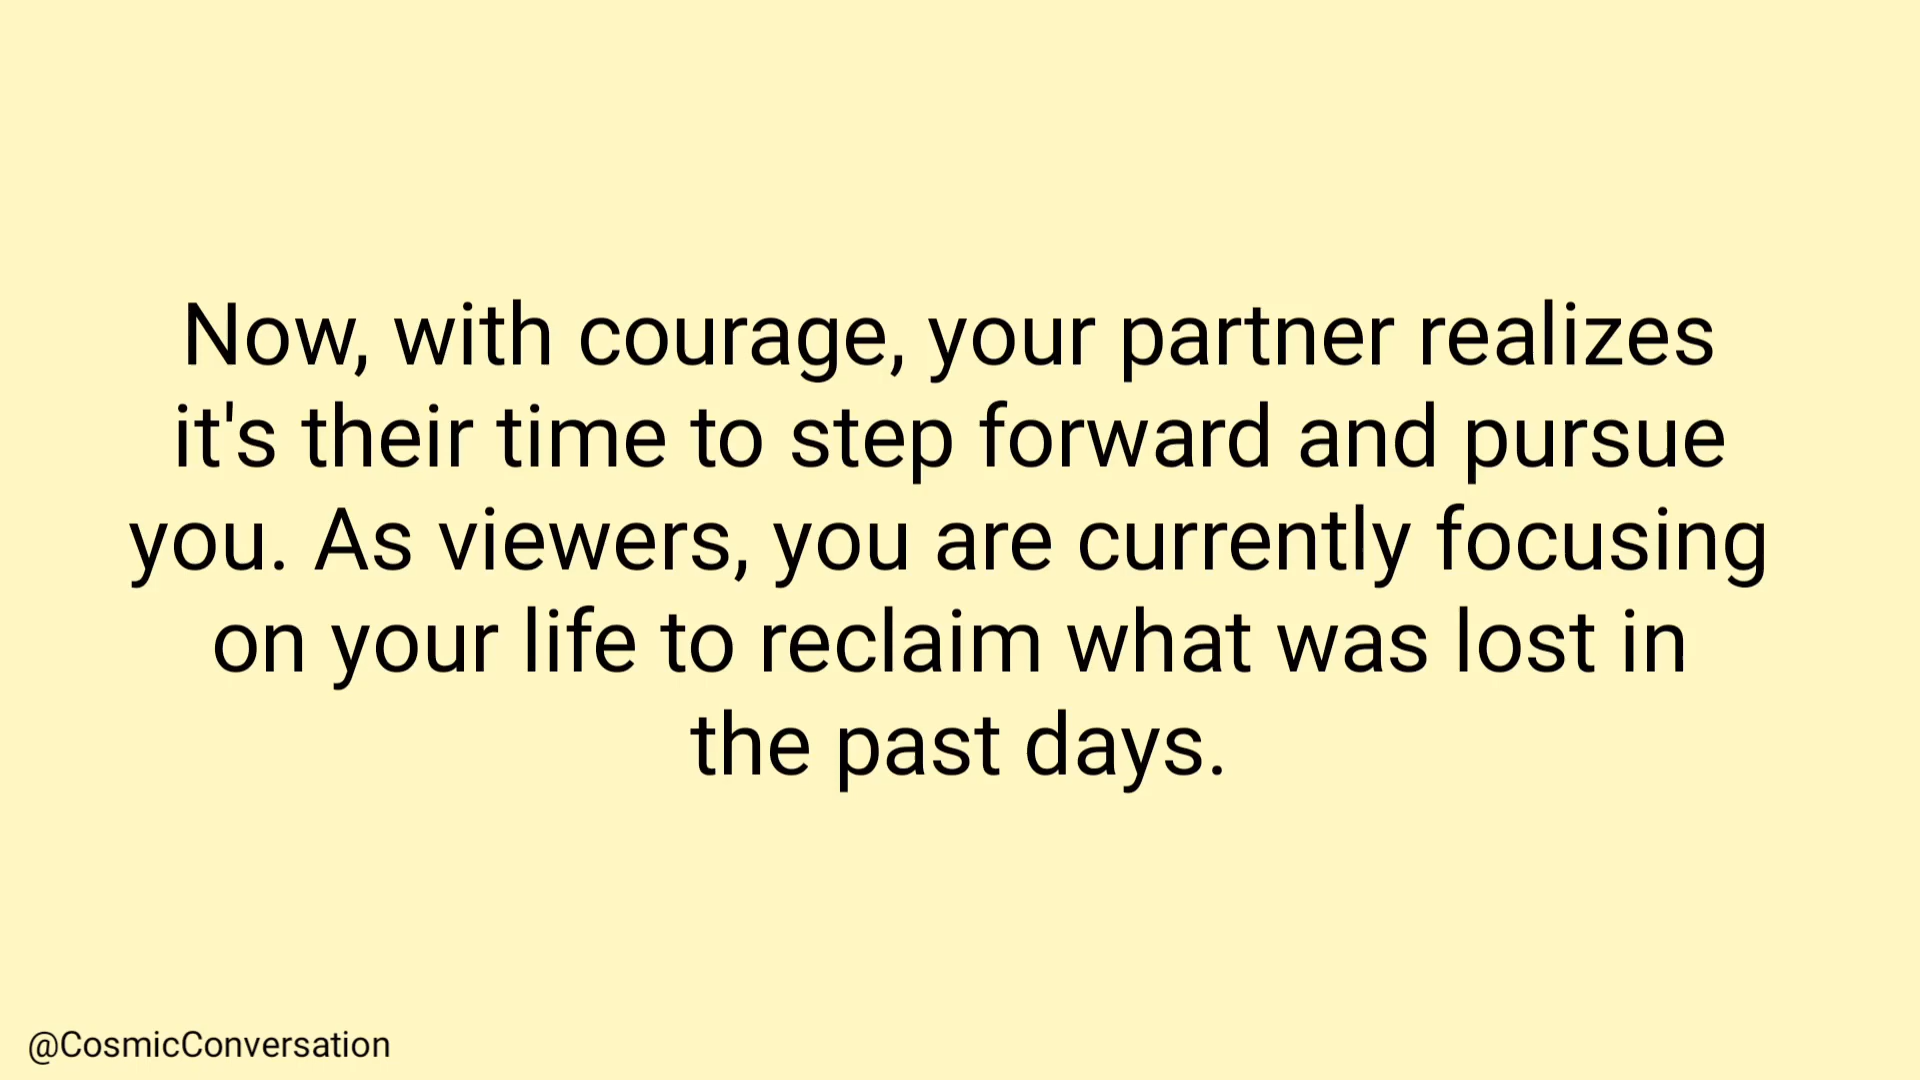 Now, with courage, your partner realizes
it's their time to step forward and pursue
you. As viewers, you are currently focusing
on your life to reclaim what was lost in
the past days.
@CosmicConversation